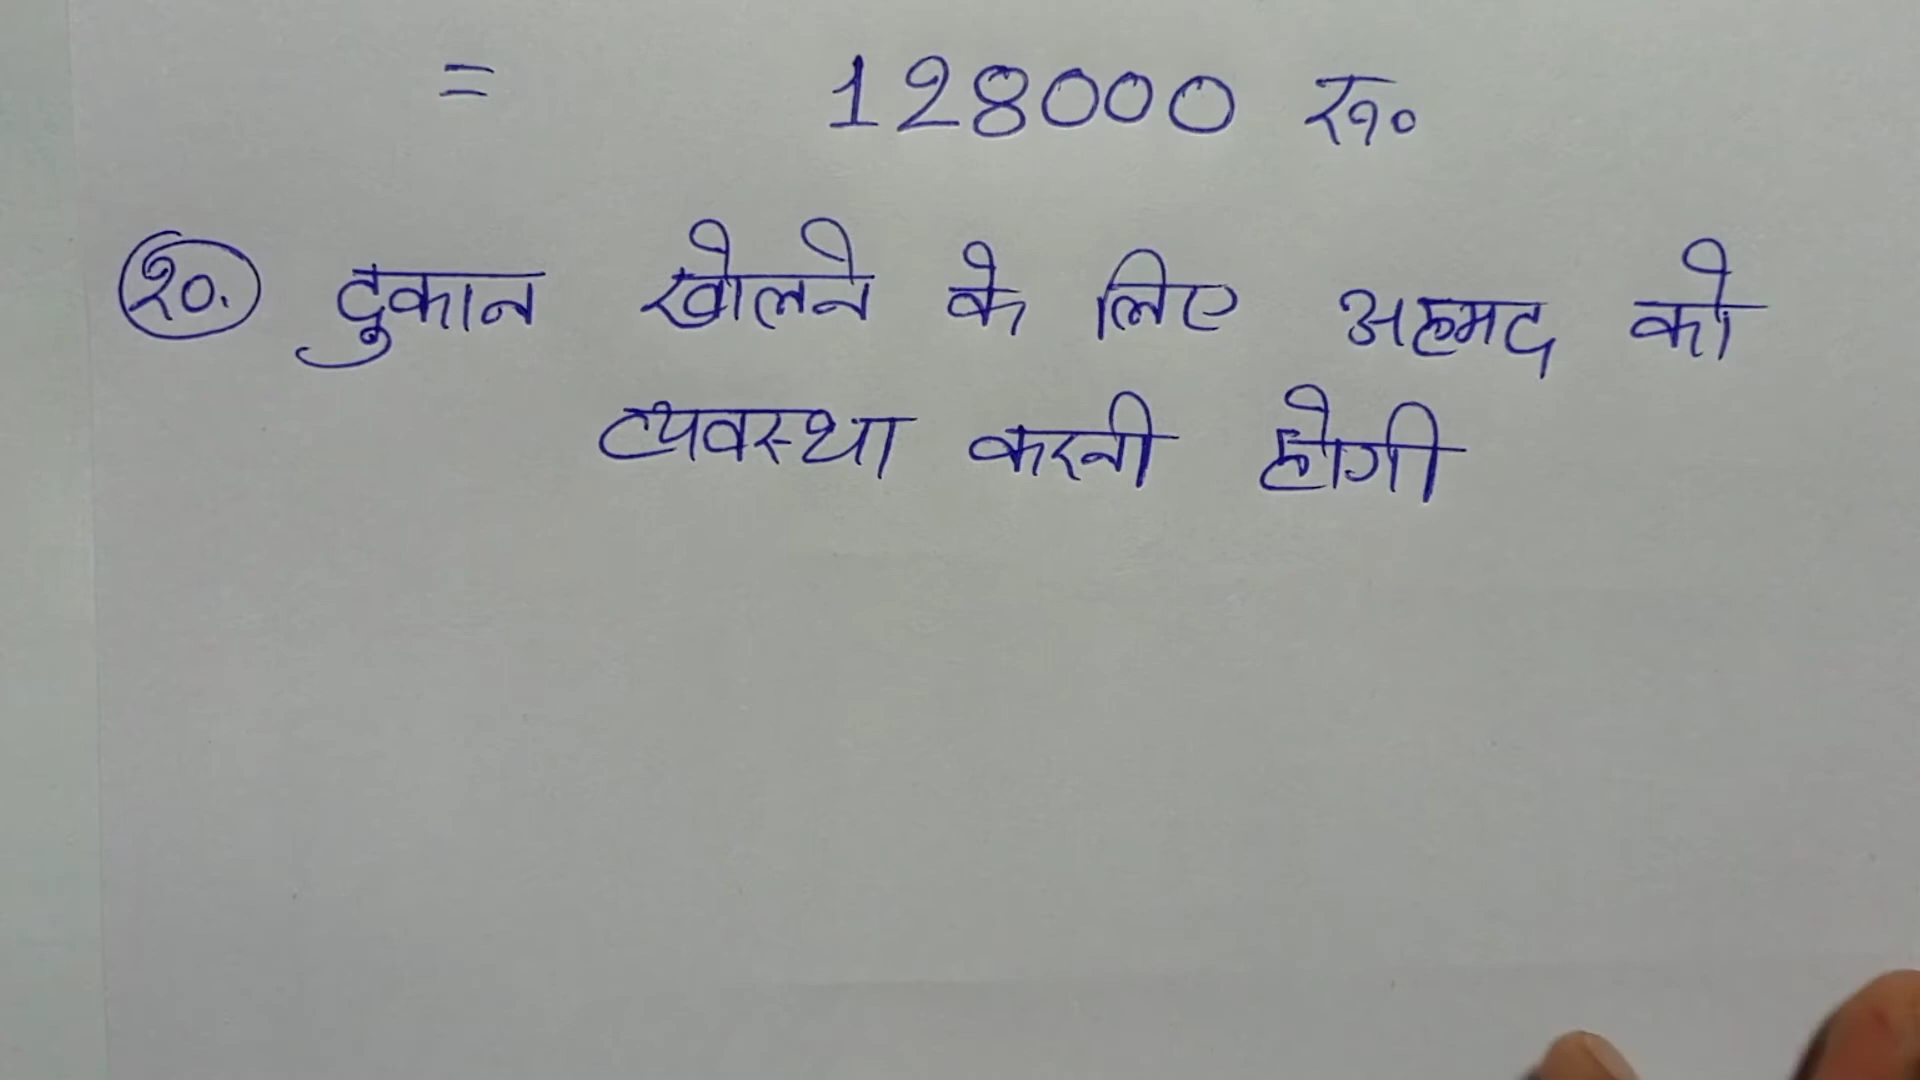 = 128000 रु०
२०. दुकान खोलने के लिए अहमद को
व्यवस्था करनी होगी